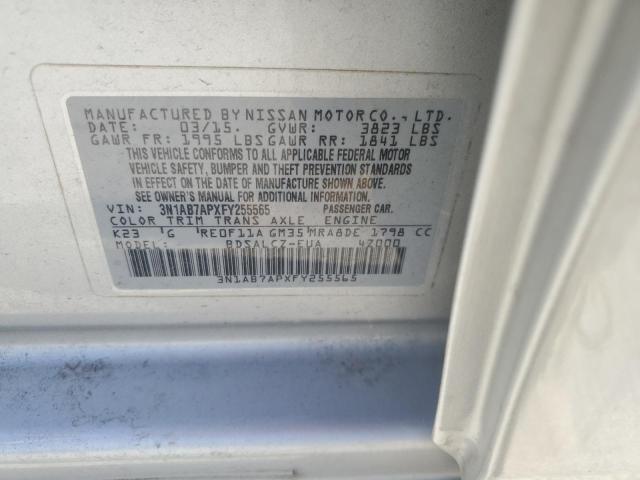 MANUFACTURED BY NISSAN MOTOR CO., LTD.
DATE: 03/15. GVWR: 3823 LBS
GAWR FR: 1995 LBS GAWR RR: 1841 LBS
THIS VEHICLE CONFORMS TO ALL APPLICABLE FEDERAL MOTOR
VEHICLE SAFETY, BUMPER AND THEFT PREVENTION STANDARDS
IN EFFECT ON THE DATE OF MANUFACTURE SHOWN ABOVE.
SEE OWNER'S MANUAL FOR ADDITIONAL INFORMATION.
VIN: 3N1AB7APXFY255565 PASSENGER CAR.
COLOR TRIM TRANS AXLE ENGINE
K23 G RE0F11A GM35 MRA8DE 1798 CC
MODEL: BDSALCZ-EUA 47000
3N1AB7APXFY255565